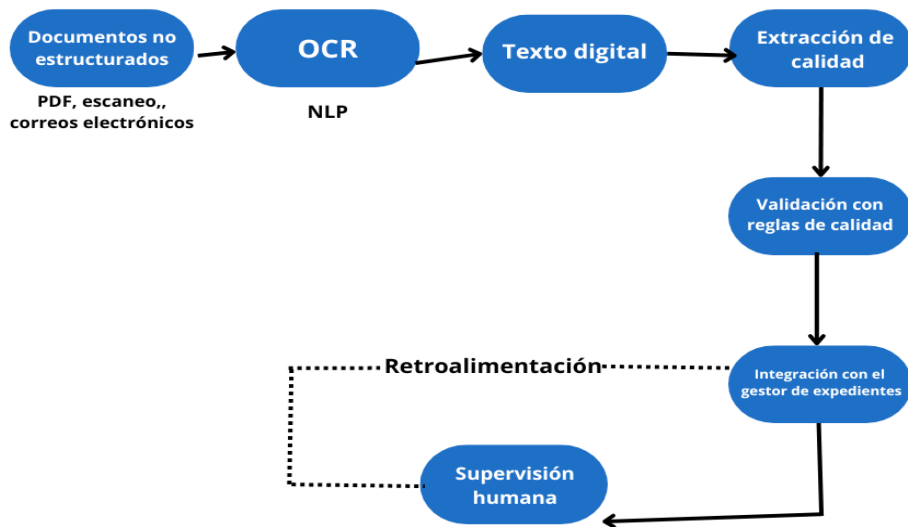 Documentos no
estructurados
OCR
Texto digital
Extracción de
calidad
PDF, escaneo,,
correos electrónicos
NLP
Validación con
reglas de calidad
Retroalimentación
Integración con el
gestor de expedientes
Supervisión
humana